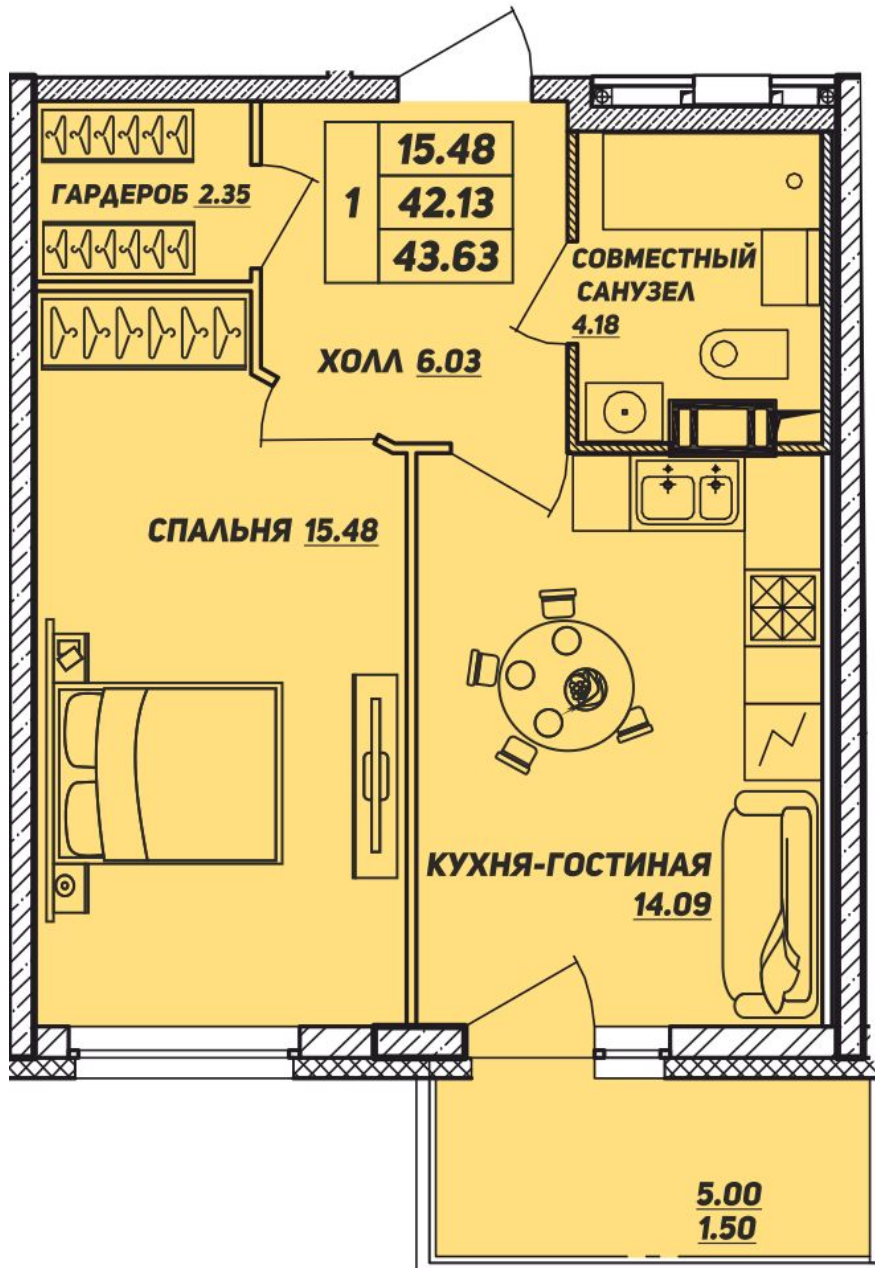 15.48
1
42.13
43.63
ГАРДЕРОБ 2.35
СОВМЕСТНЫЙ
САНУЗЕЛ
4.18
ХОЛЛ 6.03
СПАЛЬНЯ 15.48
КУХНЯ-ГОСТИНАЯ
14.09
5.00
1.50